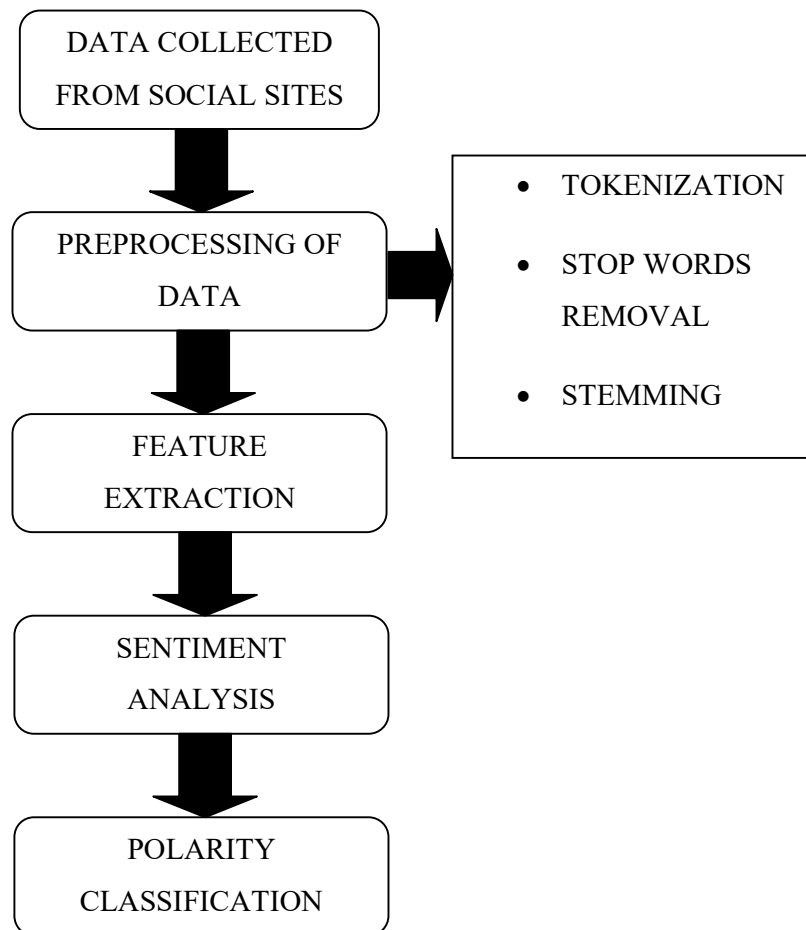 DATA COLLECTED
FROM SOCIAL SITES
PREPROCESSING OF
DATA
• TOKENIZATION
• STOP WORDS
REMOVAL
• STEMMING
FEATURE
EXTRACTION
SENTIMENT
ANALYSIS
POLARITY
CLASSIFICATION